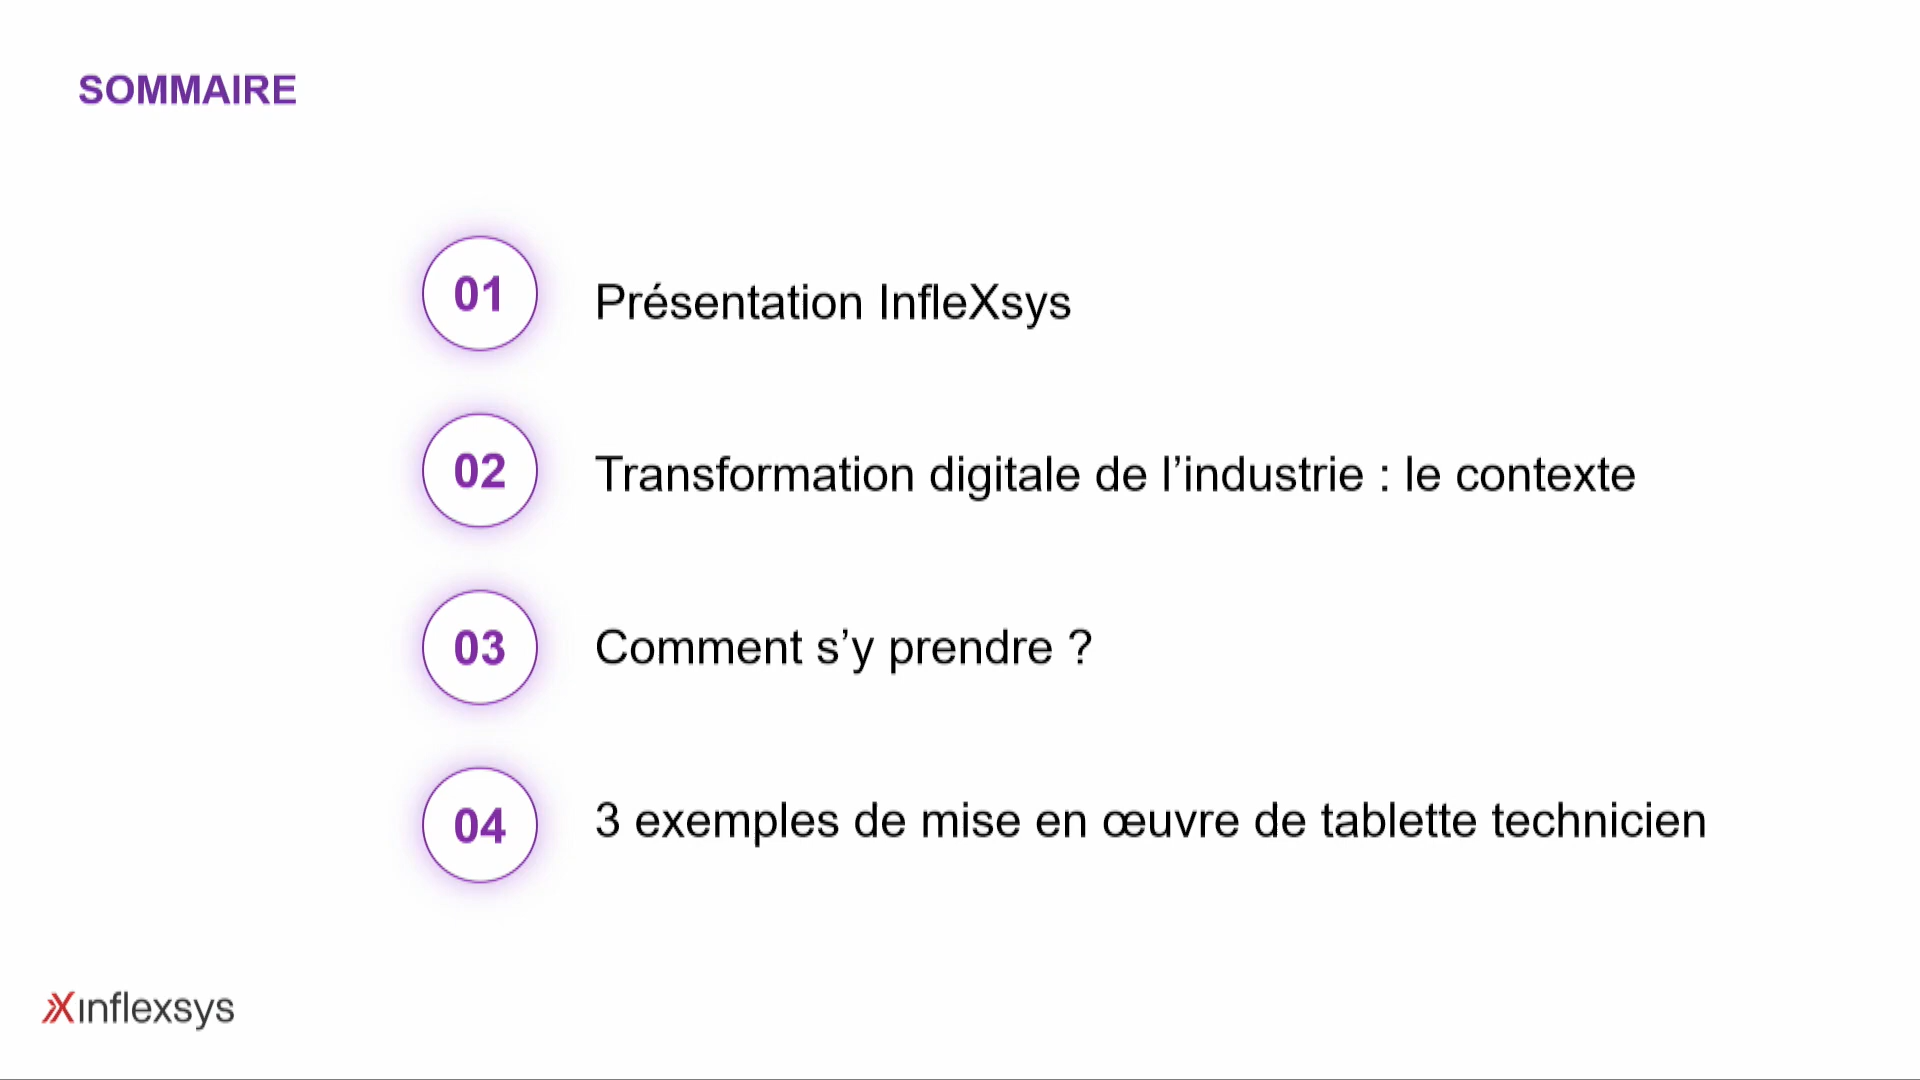 SOMMAIRE
01
Présentation InfleXsys
02
Transformation digitale de l’industrie : le contexte
03
Comment s’y prendre ?
04
3 exemples de mise en œuvre de tablette technicien
inflexsys